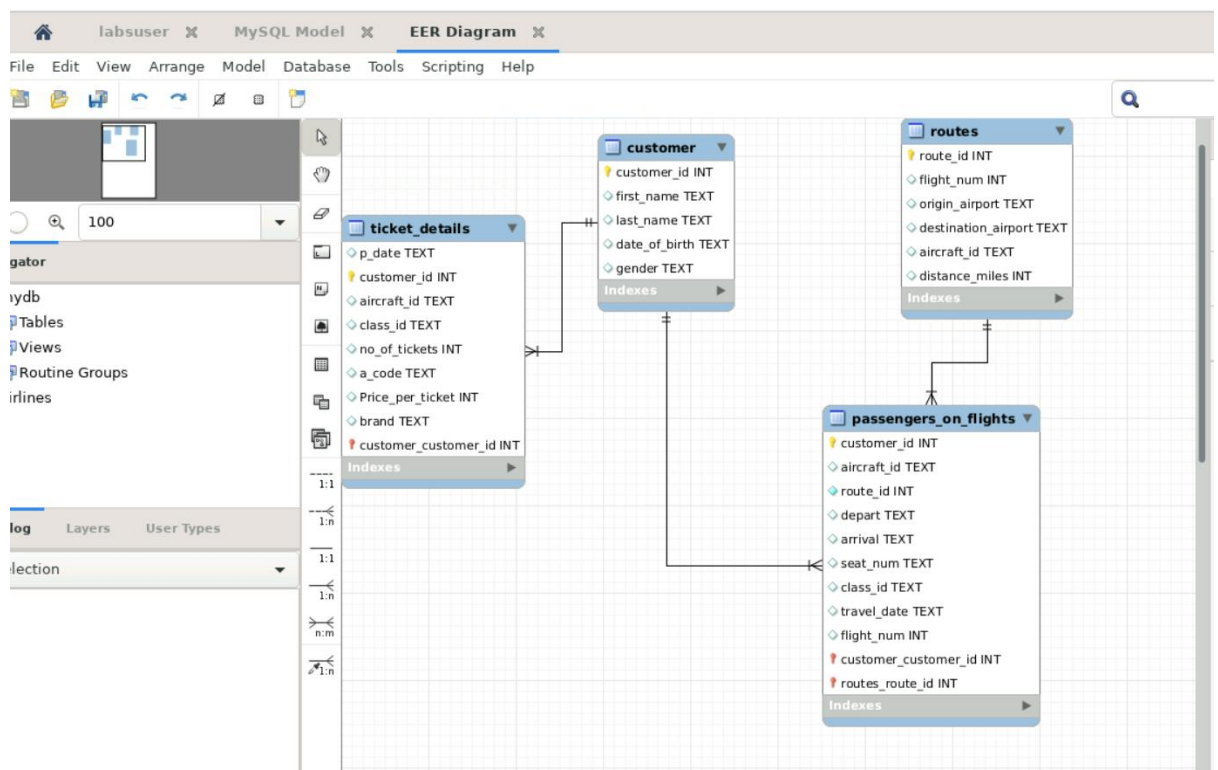 labsuser
MySQL Model
EER Diagram
File Edit View Arrange Model Database Tools Scripting Help
100
gator
ydb
Tables
Views
Routine Groups
irlines
log Layers User Types
lection
1:1
1:n
1:1
1:n
n:m
1:n
ticket_details
p_date TEXT
customer_id INT
aircraft_id TEXT
class_id TEXT
no_of_tickets INT
a_code TEXT
Price_per_ticket INT
brand TEXT
customer_customer_id INT
Indexes
customer
customer_id INT
first_name TEXT
last_name TEXT
date_of_birth TEXT
gender TEXT
Indexes
routes
route_id INT
flight_num INT
origin_airport TEXT
destination_airport TEXT
aircraft_id TEXT
distance_miles INT
Indexes
passengers_on_flights
customer_id INT
aircraft_id TEXT
route_id INT
depart TEXT
arrival TEXT
seat_num TEXT
class_id TEXT
travel_date TEXT
flight_num INT
customer_customer_id INT
routes_route_id INT
Indexes